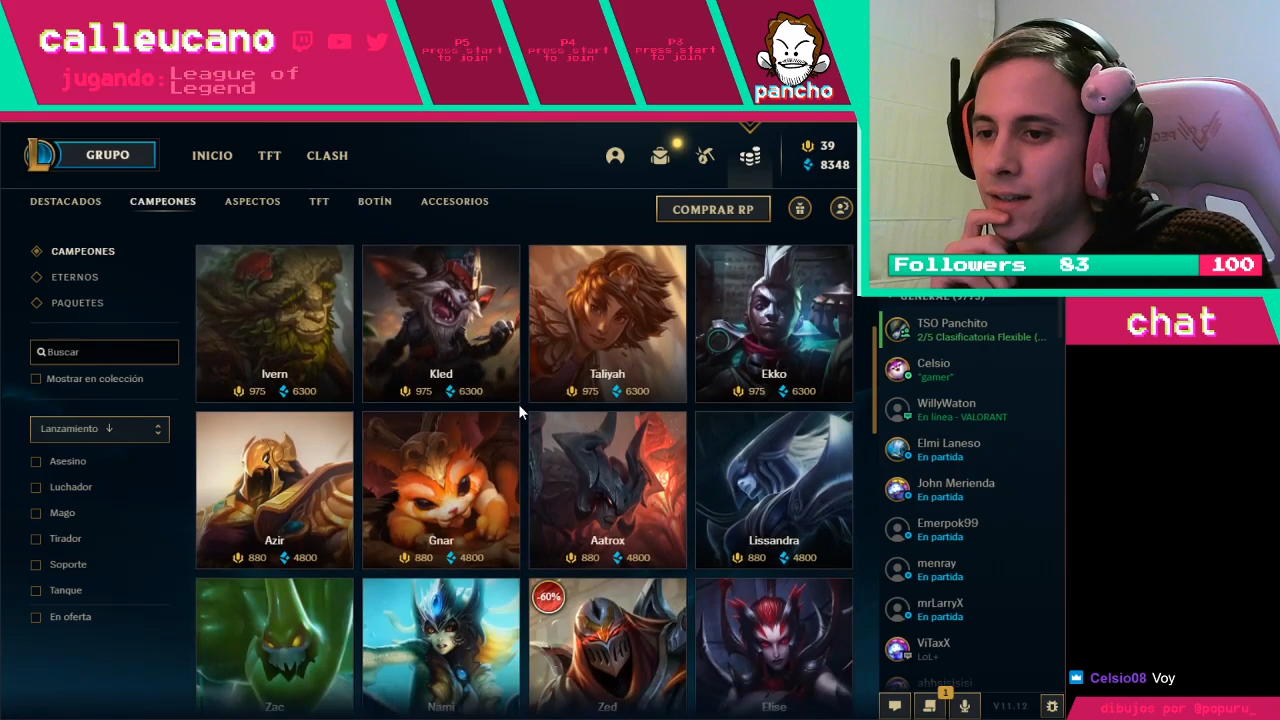 calleucano
jugando: League of
Legend
P5
press start
to join
P4
press start
to join
P3
press start
to join
pancho
GRUPO
INICIO
TFT
CLASH
39
8348
DESTACADOS
CAMPEONES
ASPECTOS
TFT
BOTÍN
ACCESORIOS
COMPRAR RP
CAMPEONES
ETERNOS
PAQUETES
Buscar
Mostrar en colección
Lanzamiento
Asesino
Luchador
Mago
Tirador
Soporte
Tanque
En oferta
Ivern
975 6300
Kled
975 6300
Taliyah
975 6300
Ekko
975 6300
Azir
880 4800
Gnar
880 4800
Aatrox
880 4800
Lissandra
880 4800
Zac
Nami
-60%
Zed
Elise
Followers 83
100
TSO Panchito
2/5 Clasificatoria Flexible (...
Celsio
"gamer"
WillyWaton
En línea - VALORANT
Elmi Laneso
En partida
John Merienda
En partida
Emerpok99
En partida
menray
En partida
mrLarryX
En partida
ViTaxX
LoL+
1
V11.12
chat
Celsio08 Voy
dibujos por @popuru_